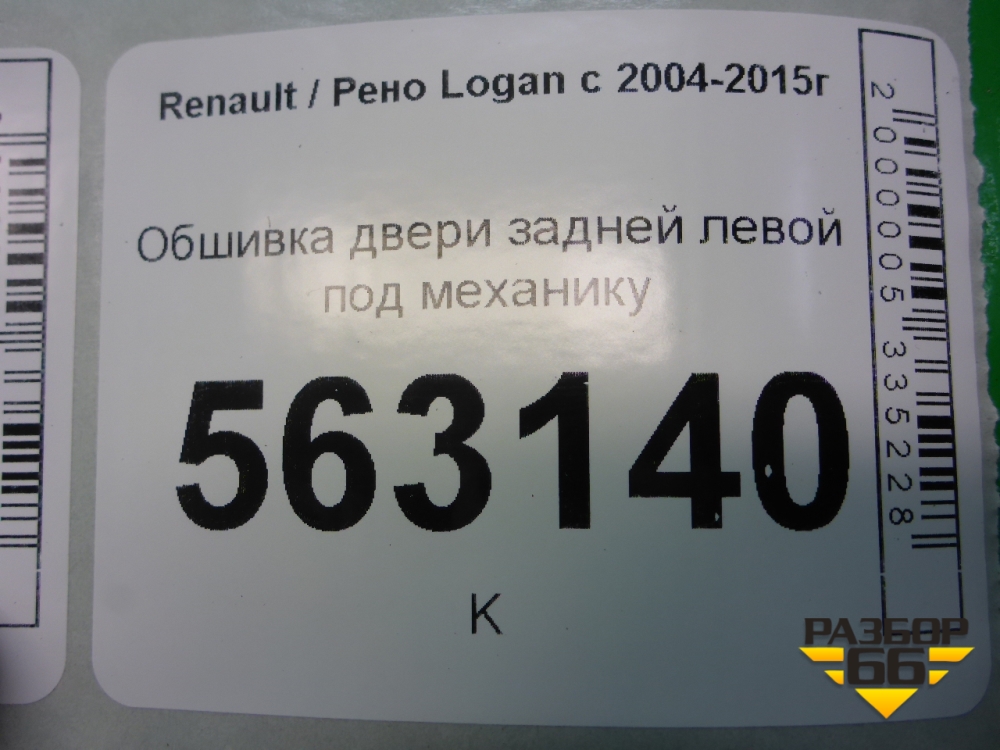 Renault / Рено Logan с 2004-2015г
Обшивка двери задней левой
под механику
563140
К
2000005335228
РАЗБОР
66